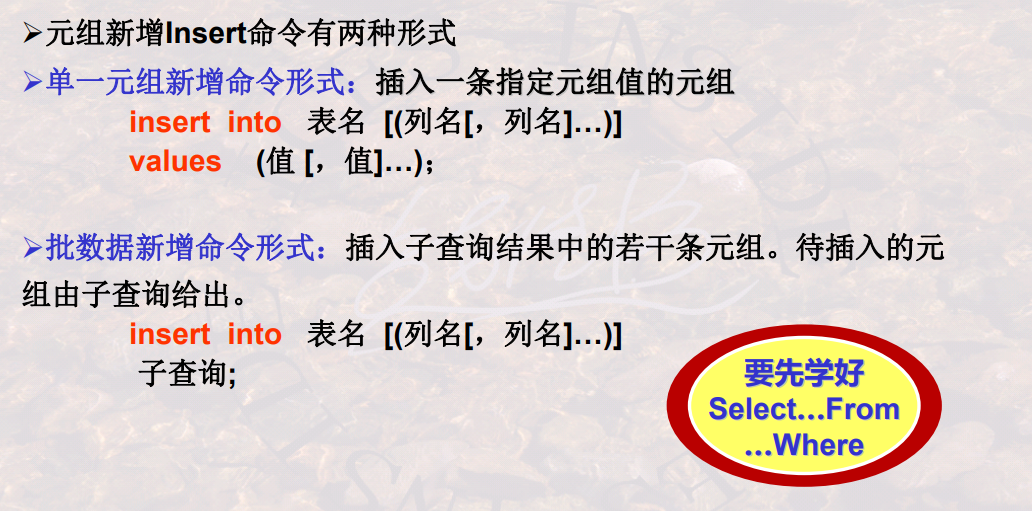 ➢元组新增Insert命令有两种形式
➢单一元组新增命令形式：插入一条指定元组值的元组
insert into 表名 [(列名[，列名]…)]
values (值 [，值]…);
➢批数据新增命令形式：插入子查询结果中的若干条元组。待插入的元
组由子查询给出。
insert into 表名 [(列名[，列名]…)]
子查询;
要先学好
Select…From
…Where